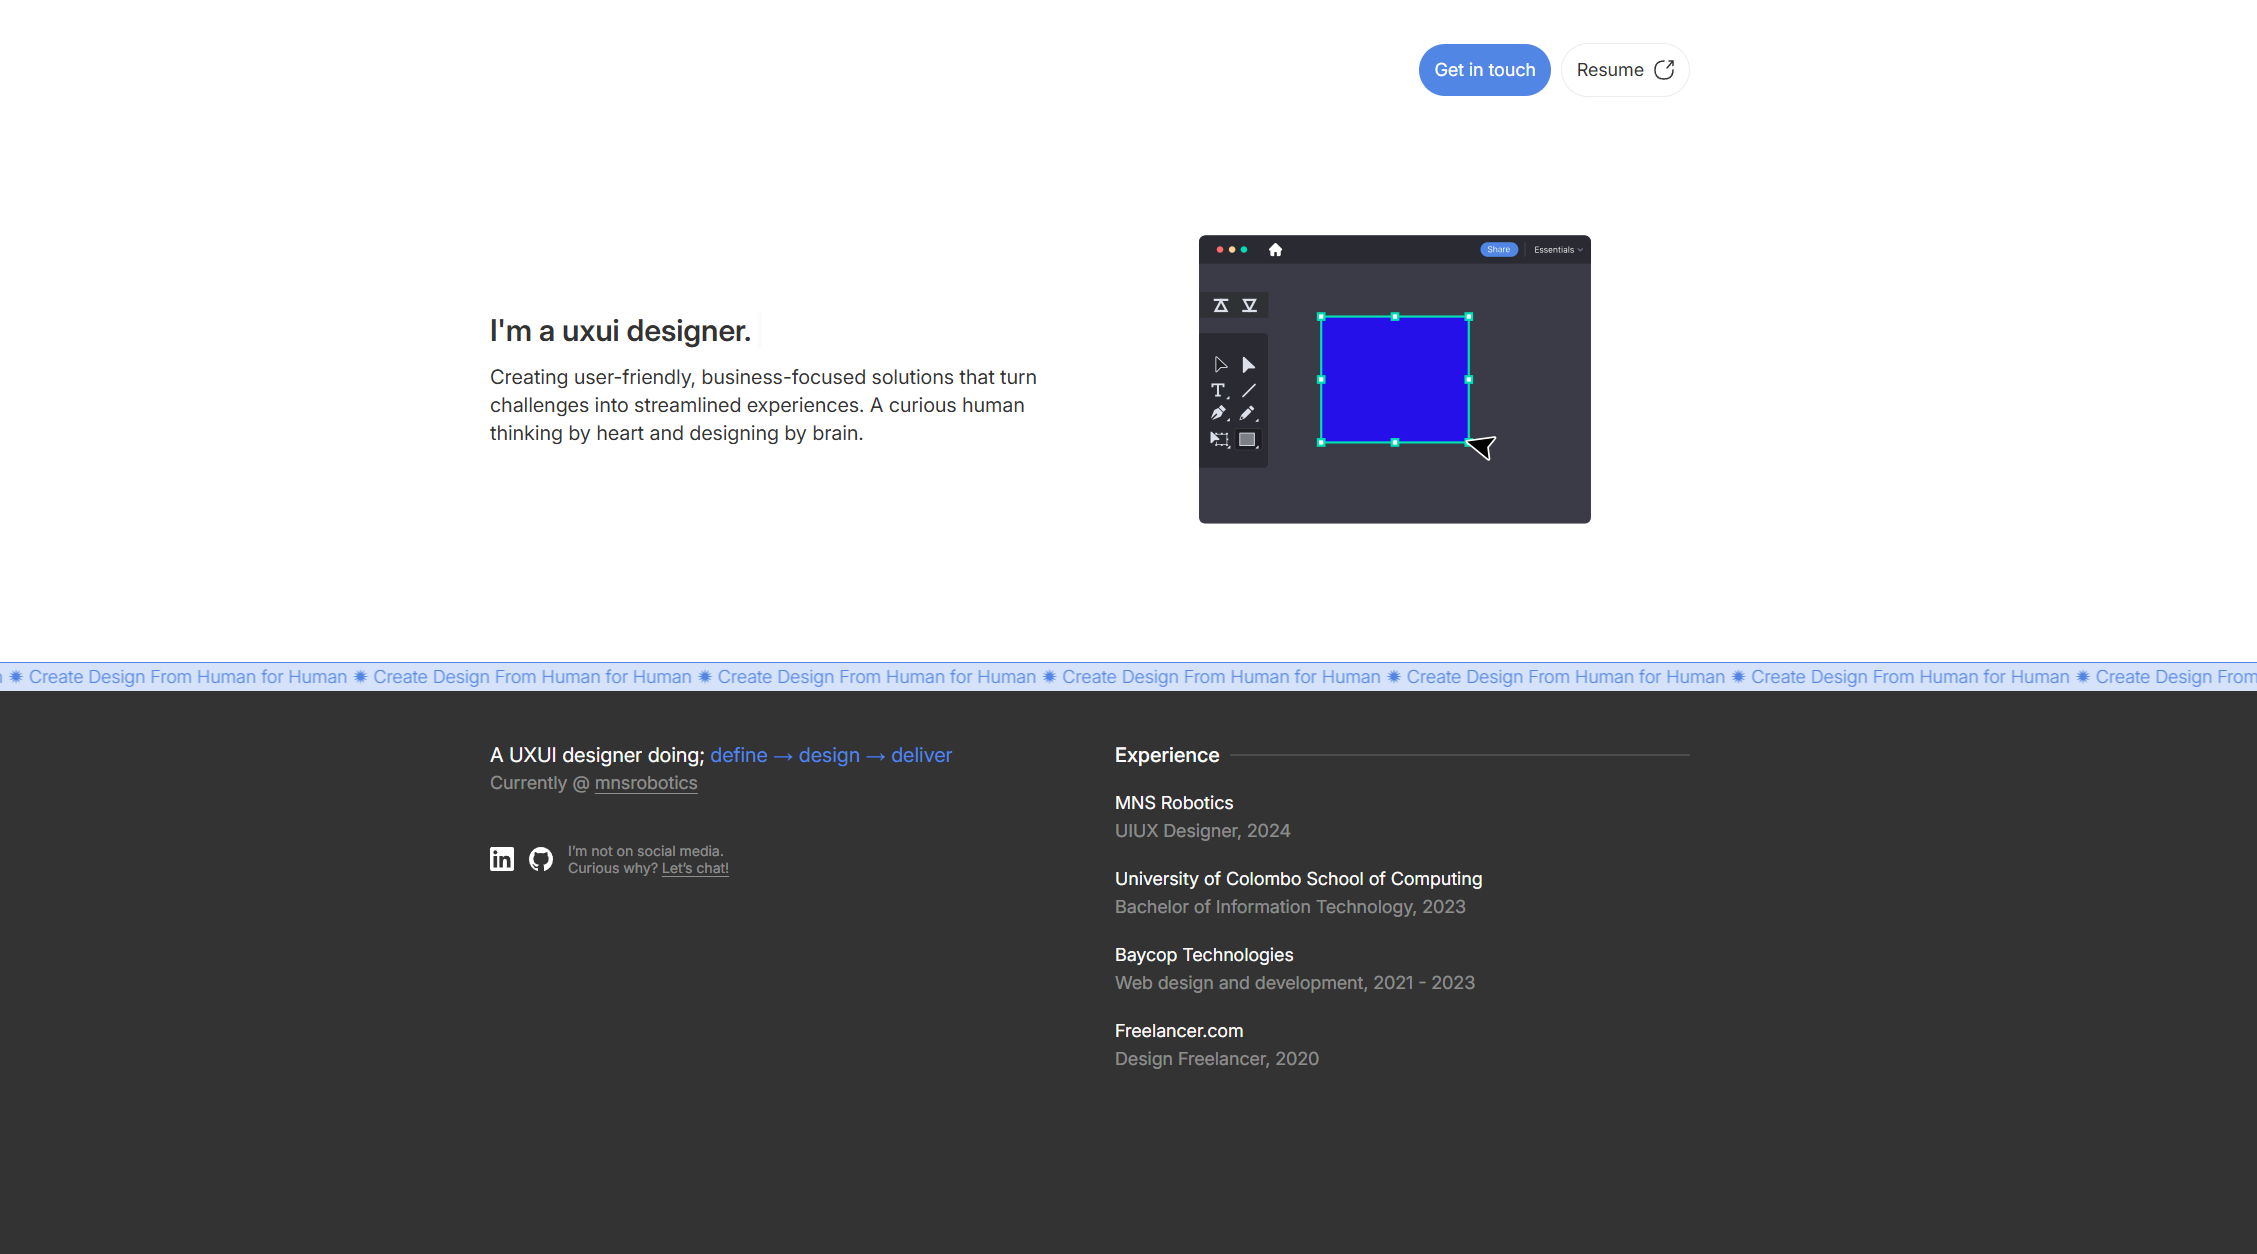 Get in touch
Resume
Share
Essentials
I'm a uxui designer.
Creating user-friendly, business-focused solutions that turn
challenges into streamlined experiences. A curious human
thinking by heart and designing by brain.
✹ Create Design From Human for Human ✹ Create Design From Human for Human ✹ Create Design From Human for Human ✹ Create Design From Human for Human ✹ Create Design From Human for Human ✹ Create Design From Human for Human ✹ Create Design From
A UXUI designer doing; define → design → deliver
Currently @ mnsrobotics
I'm not on social media.
Curious why? Let's chat!
Experience
MNS Robotics
UIUX Designer, 2024
University of Colombo School of Computing
Bachelor of Information Technology, 2023
Baycop Technologies
Web design and development, 2021 - 2023
Freelancer.com
Design Freelancer, 2020